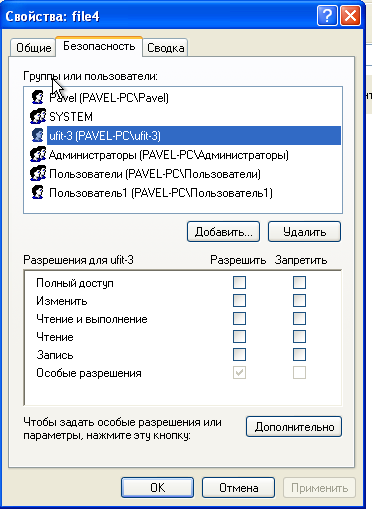 Свойства: file4
Общие Безопасность Сводка
Группы или пользователи:
Pavel (PAVEL-PC\Pavel)
SYSTEM
ufit-3 (PAVEL-PC\ufit-3)
Администраторы (PAVEL-PC\Администраторы)
Пользователи (PAVEL-PC\Пользователи)
Пользователь1 (PAVEL-PC\Пользователь1)
Добавить... Удалить
Разрешения для ufit-3 Разрешить Запретить
Полный доступ
Изменить
Чтение и выполнение
Чтение
Запись
Особые разрешения
Чтобы задать особые разрешения или
параметры, нажмите эту кнопку:
Дополнительно
OK Отмена Применить